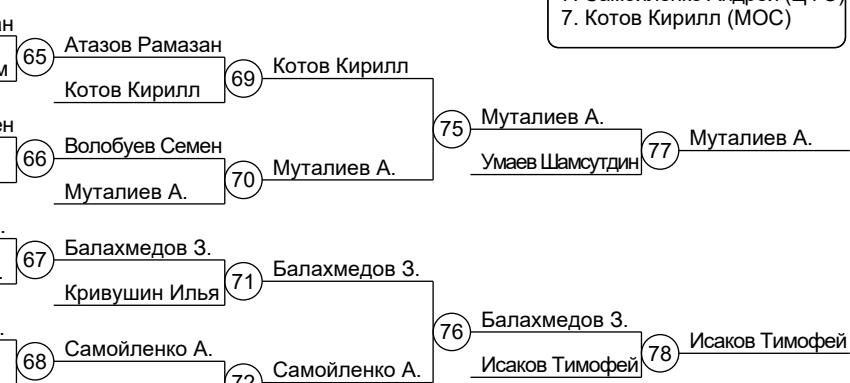 7. Котов Кирилл (МОС)
65
Атазов Рамазан
Котов Кирилл
69
Котов Кирилл
66
Волобуев Семен
Муталиев А.
70
Муталиев А.
75
Муталиев А.
Умаев Шамсутдин
77
Муталиев А.
67
Балахмедов З.
Кривушин Илья
71
Балахмедов З.
68
Самойленко А.
72
Самойленко А.
76
Балахмедов З.
Исаков Тимофей
78
Исаков Тимофей